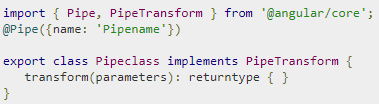 import { Pipe, PipeTransform } from '@angular/core';
@Pipe({name: 'Pipename'})
export class Pipeclass implements PipeTransform {
transform(parameters): returntype { }
}